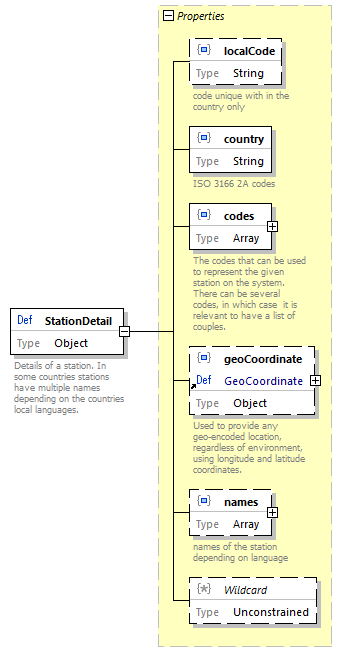 Properties
localCode
Type String
code unique with in the
country only
country
Type String
ISO 3166 2A codes
codes
Type Array
The codes that can be used
to represent the given
station on the system.
There can be several
codes, in which case it is
relevant to have a list of
couples.
Def StationDetail
Type Object
Details of a station. In
some countries stations
have multiple names
depending on the countries
local languages.
geoCoordinate
Def GeoCoordinate
Type Object
Used to provide any
geo-encoded location,
regardless of environment,
using longitude and latitude
coordinates.
names
Type Array
names of the station
depending on language
Wildcard
Type Unconstrained